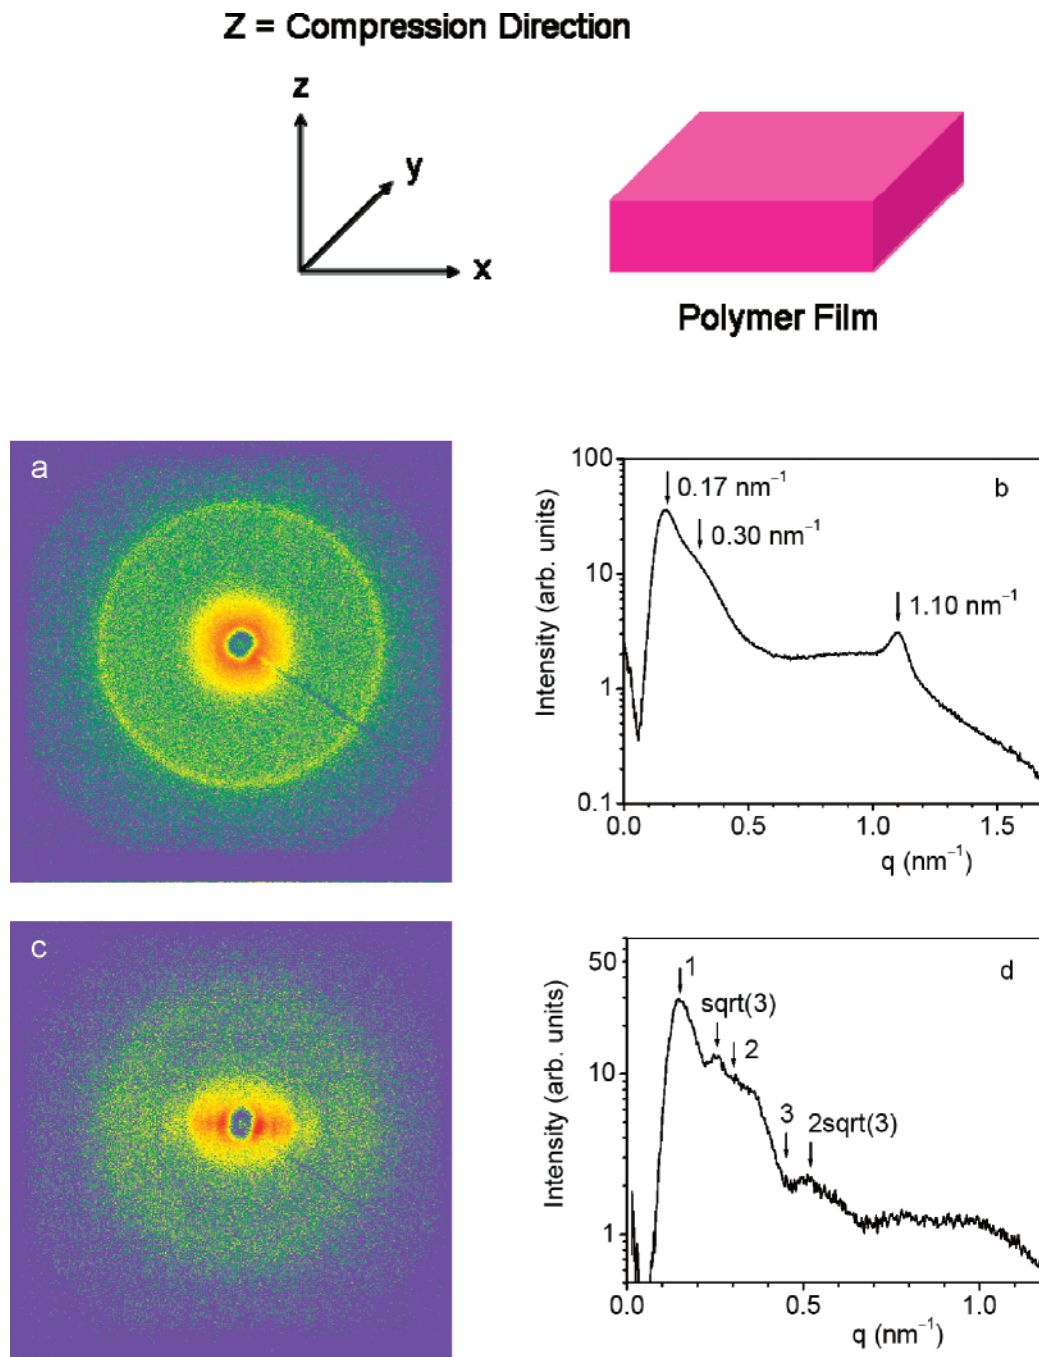 Z = Compression Direction
z
y
x
Polymer Film
a
100
10
1
0.1
Intensity (arb. units)
0.17 nm⁻¹
0.30 nm⁻¹
1.10 nm⁻¹
b
0.0 0.5 1.0 1.5
q (nm⁻¹)
c
50
10
1
Intensity (arb. units)
1
sqrt(3)
2
3
2sqrt(3)
d
0.0 0.5 1.0
q (nm⁻¹)